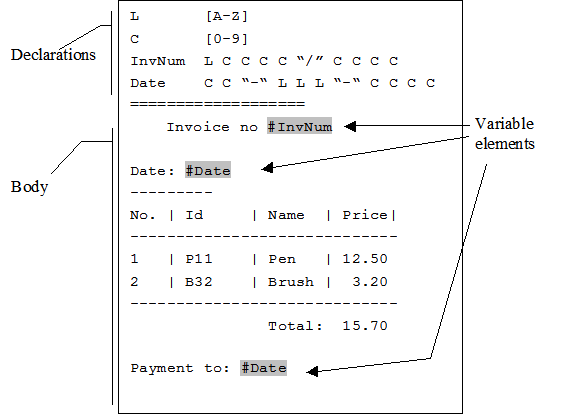 L [A-Z]
C [0-9]
Declarations
InvNum L C C C C “/” C C C C
Date C C “-“ L L L “-“ C C C C
===================
Invoice no #InvNum
Variable
elements
Date: #Date
---------
Body
No. | Id | Name | Price|
-----------------------------
1 | P11 | Pen | 12.50
2 | B32 | Brush | 3.20
-----------------------------
Total: 15.70
Payment to: #Date